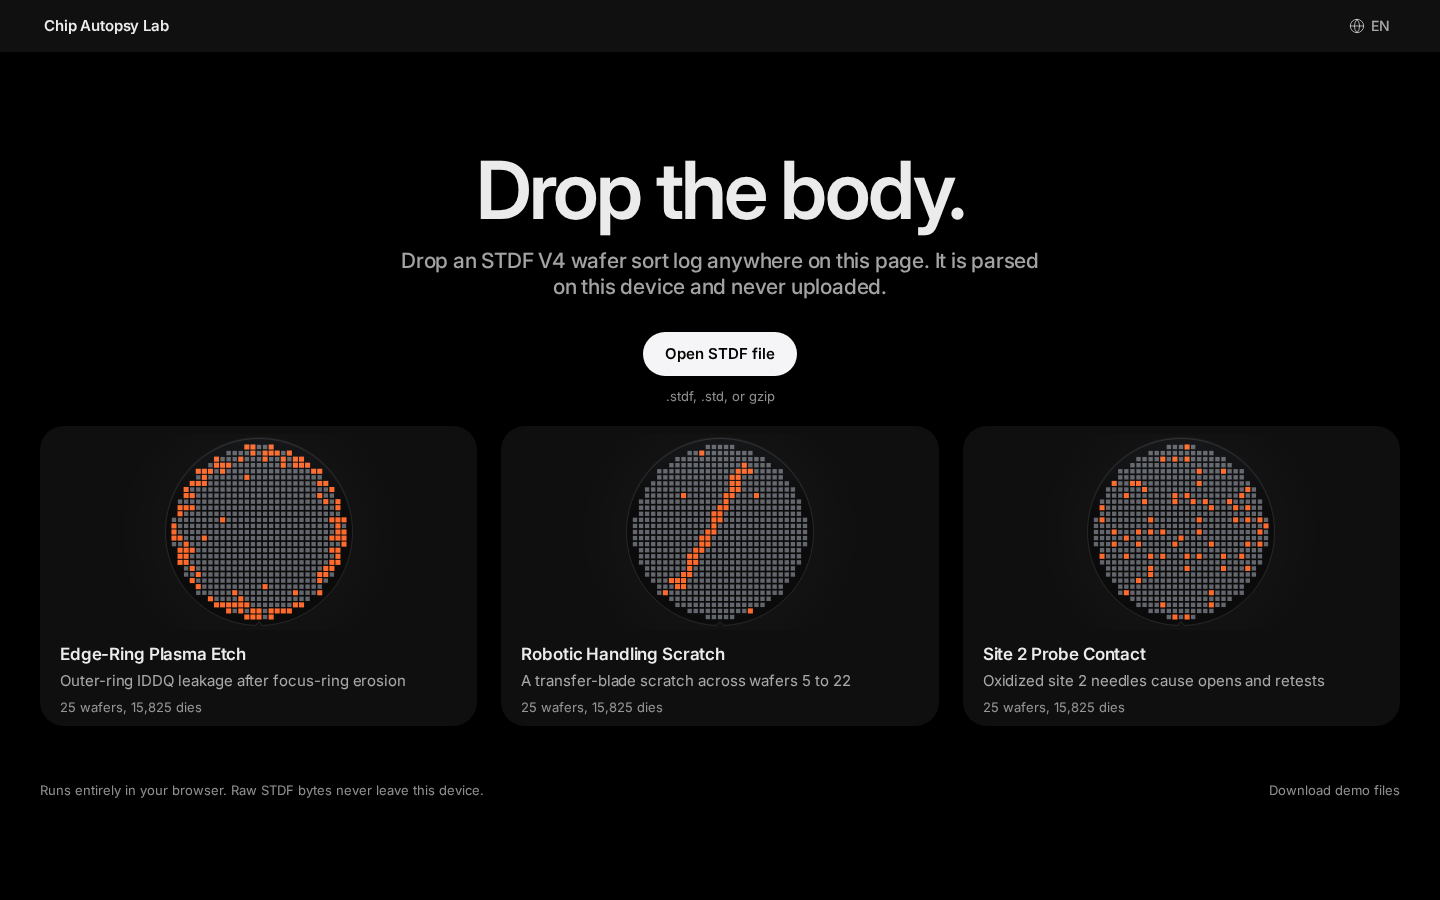 Chip Autopsy Lab
EN
Drop the body.
Drop an STDF V4 wafer sort log anywhere on this page. It is parsed
on this device and never uploaded.
Open STDF file
.stdf, .std, or gzip
Edge-Ring Plasma Etch
Outer-ring IDDQ leakage after focus-ring erosion
25 wafers, 15,825 dies
Robotic Handling Scratch
A transfer-blade scratch across wafers 5 to 22
25 wafers, 15,825 dies
Site 2 Probe Contact
Oxidized site 2 needles cause opens and retests
25 wafers, 15,825 dies
Runs entirely in your browser. Raw STDF bytes never leave this device.
Download demo files